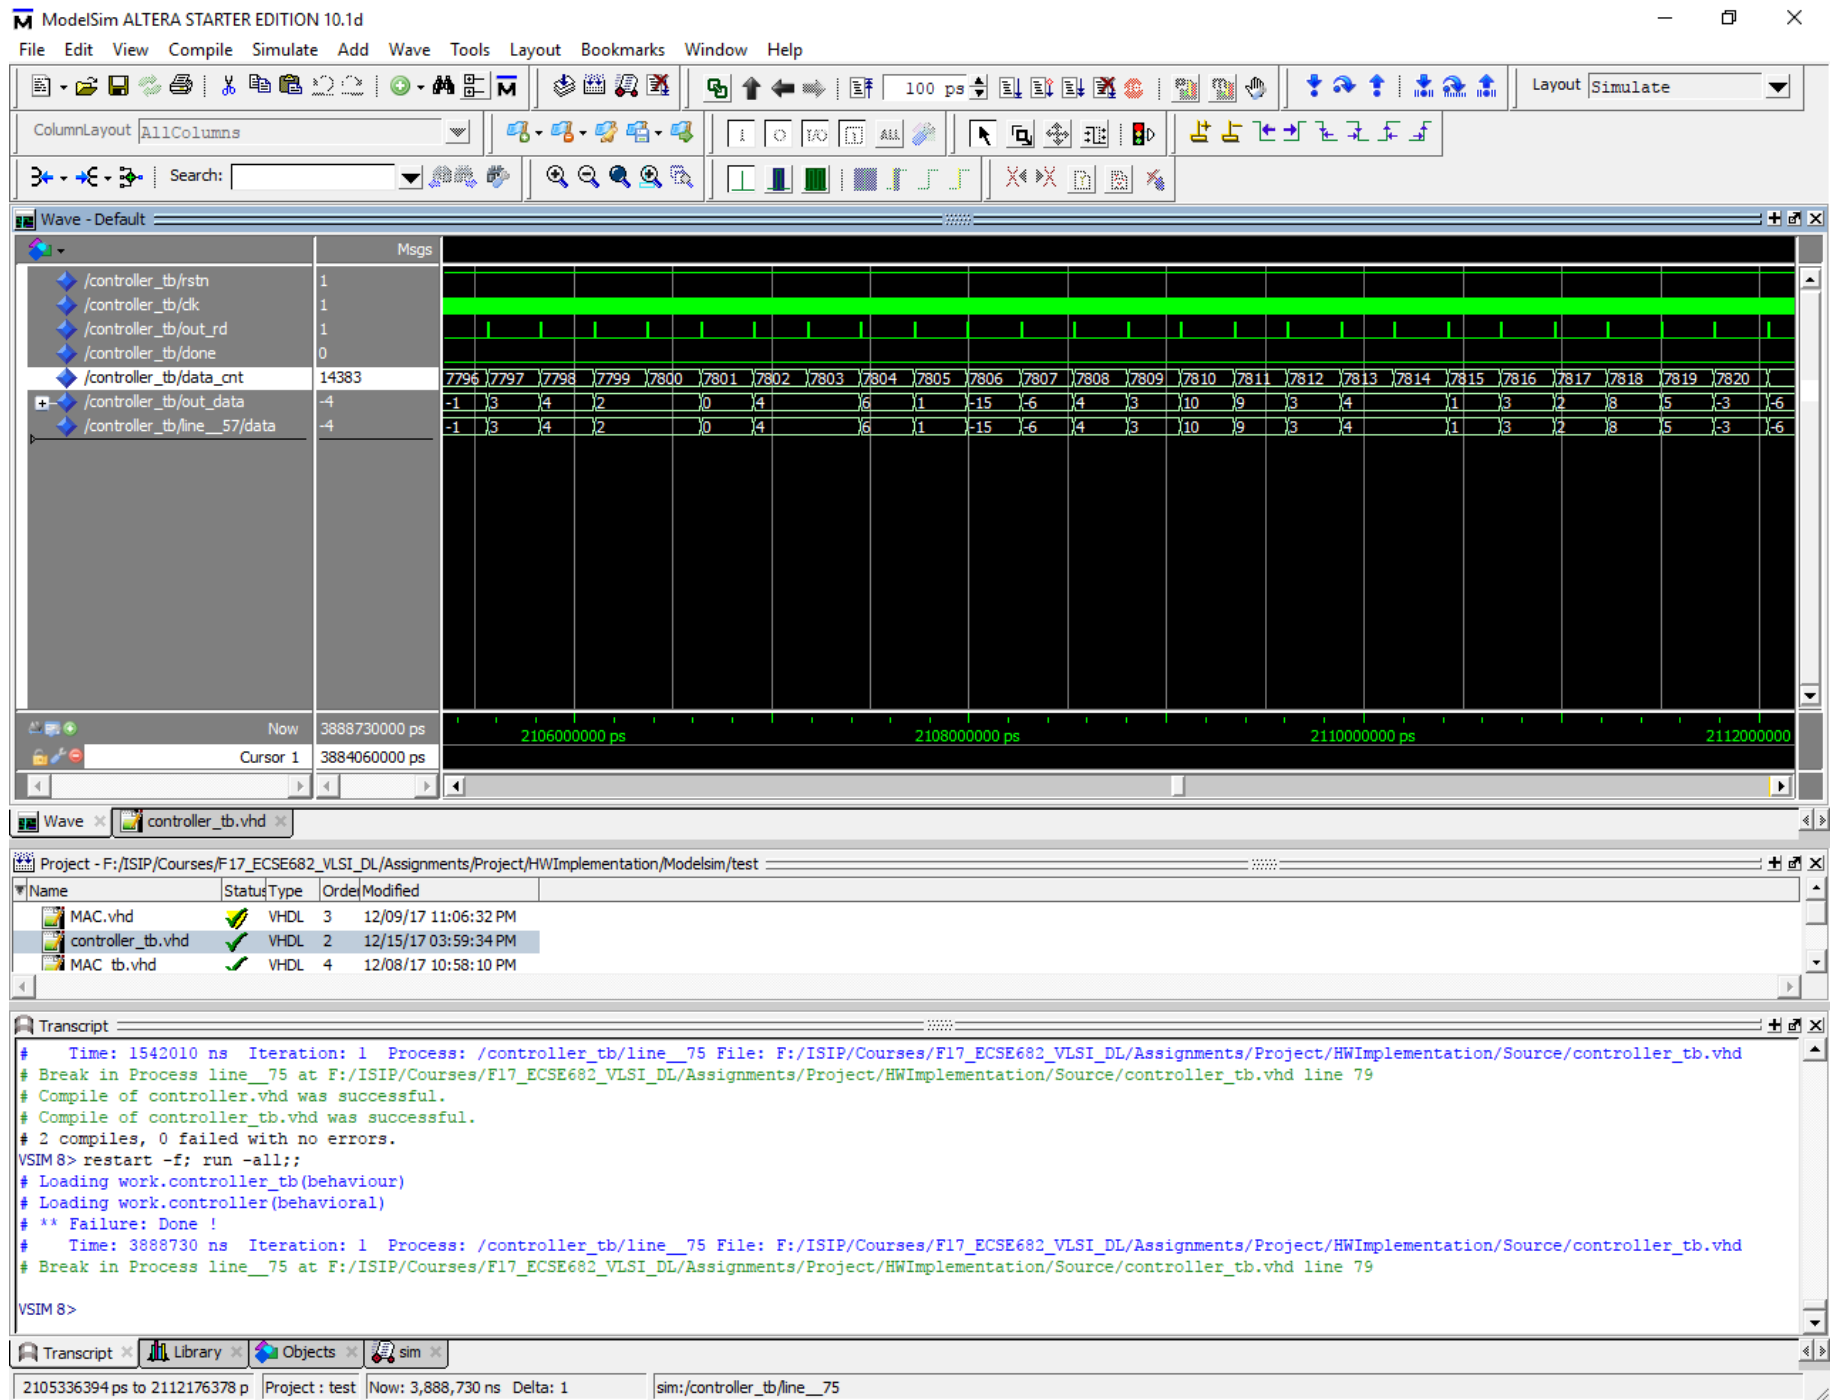 ModelSim ALTERA STARTER EDITION 10.1d
File Edit View Compile Simulate Add Wave Tools Layout Bookmarks Window Help
100 ps Layout Simulate
ColumnLayout AllColumns I O I/O ALL
Search:
Wave - Default
Msgs
/controller_tb/rstn 1
/controller_tb/clk 1
/controller_tb/out_rd 1
/controller_tb/done 0
/controller_tb/data_cnt 14383 7796 7797 7798 7799 7800 7801 7802 7803 7804 7805 7806 7807 7808 7809 7810 7811 7812 7813 7814 7815 7816 7817 7818 7819 7820
/controller_tb/out_data -4 -1 3 4 2 0 4 6 1 -15 -6 4 3 10 9 3 4 1 3 2 8 5 -3 -6
/controller_tb/line__57/data -4 -1 3 4 2 0 4 6 1 -15 -6 4 3 10 9 3 4 1 3 2 8 5 -3 -6
Now 3888730000 ps 2106000000 ps 2108000000 ps 2110000000 ps 2112000000
Cursor 1 3884060000 ps
Wave controller_tb.vhd
Project - F:/ISIP/Courses/F17_ECSE682_VLSI_DL/Assignments/Project/HWImplementation/Modelsim/test
Name Status Type Order Modified
MAC.vhd VHDL 3 12/09/17 11:06:32 PM
controller_tb.vhd VHDL 2 12/15/17 03:59:34 PM
MAC_tb.vhd VHDL 4 12/08/17 10:58:10 PM
Transcript
# Time: 1542010 ns Iteration: 1 Process: /controller_tb/line__75 File: F:/ISIP/Courses/F17_ECSE682_VLSI_DL/Assignments/Project/HWImplementation/Source/controller_tb.vhd
# Break in Process line__75 at F:/ISIP/Courses/F17_ECSE682_VLSI_DL/Assignments/Project/HWImplementation/Source/controller_tb.vhd line 79
# Compile of controller.vhd was successful.
# Compile of controller_tb.vhd was successful.
# 2 compiles, 0 failed with no errors.
VSIM 8> restart -f; run -all;;
# Loading work.controller_tb(behaviour)
# Loading work.controller(behavioral)
# ** Failure: Done !
# Time: 3888730 ns Iteration: 1 Process: /controller_tb/line__75 File: F:/ISIP/Courses/F17_ECSE682_VLSI_DL/Assignments/Project/HWImplementation/Source/controller_tb.vhd
# Break in Process line__75 at F:/ISIP/Courses/F17_ECSE682_VLSI_DL/Assignments/Project/HWImplementation/Source/controller_tb.vhd line 79
VSIM 8>
Transcript Library Objects sim
2105336394 ps to 2112176378 p Project : test Now: 3,888,730 ns Delta: 1 sim:/controller_tb/line__75